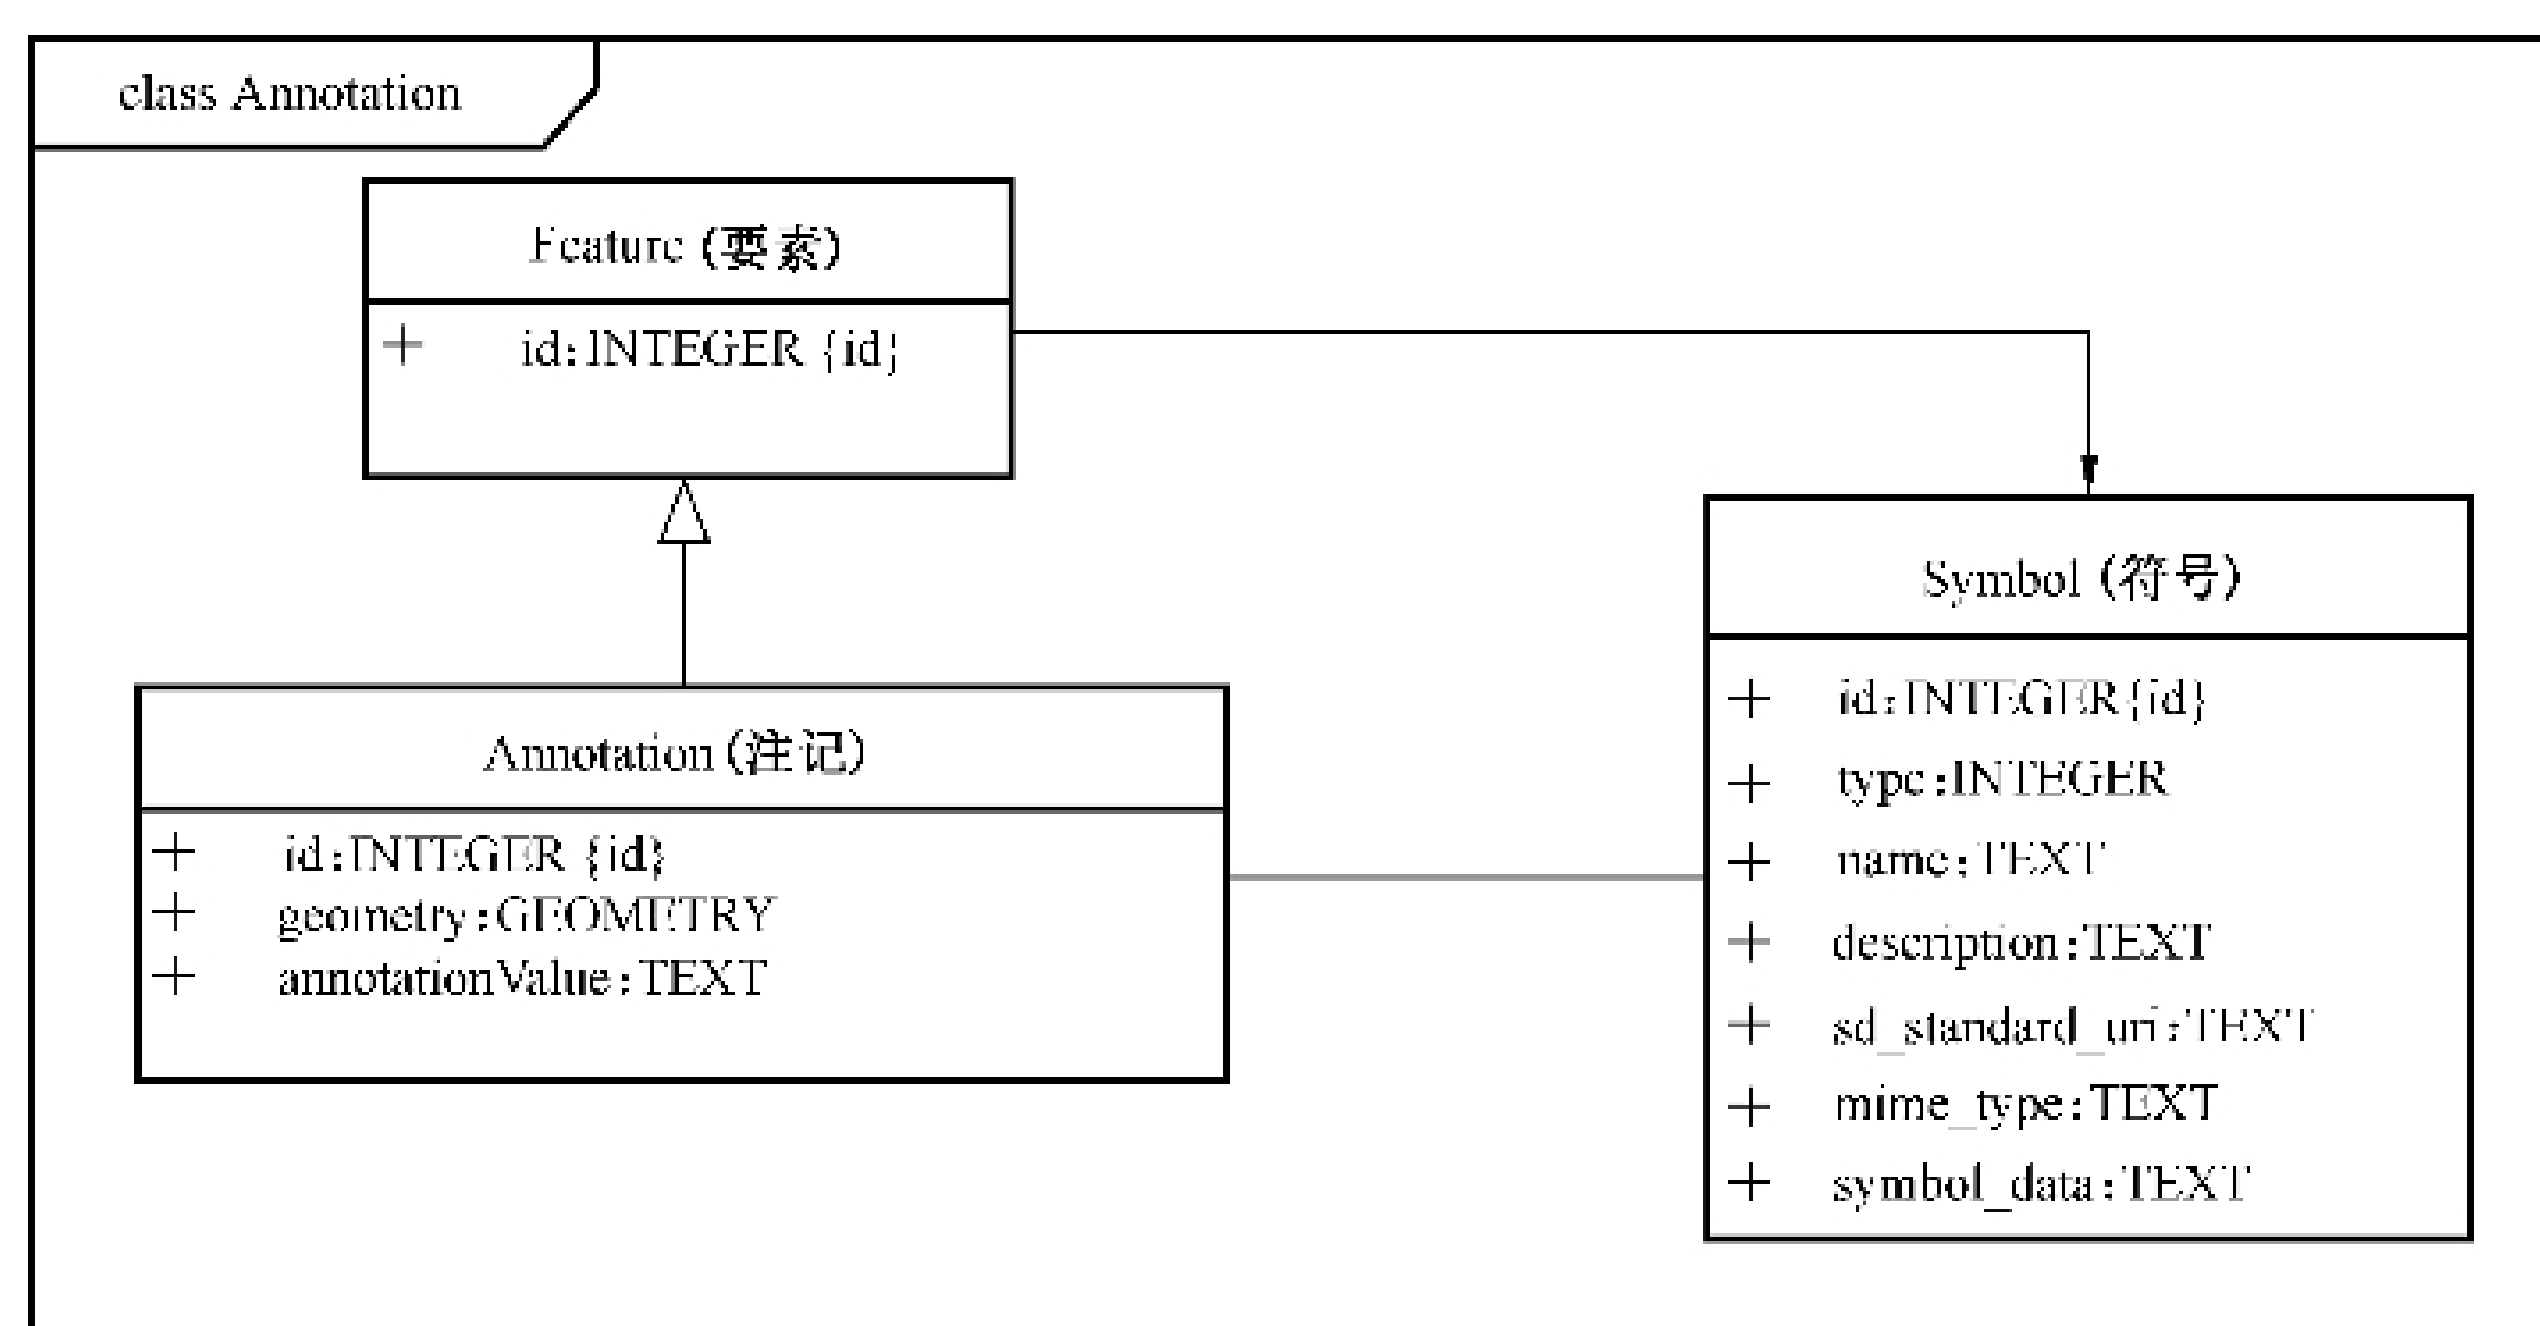 class Annotation
Feature (要素)
+ id:INTEGER {id}
Annotation (注记)
+ id:INTEGER {id}
+ geometry:GEOMETRY
+ annotationValue:TEXT
Symbol (符号)
+ id:INTEGER{id}
+ type:INTEGER
+ name:TEXT
+ description:TEXT
+ sd_standard_uri:TEXT
+ mime_type:TEXT
+ symbol_data:TEXT